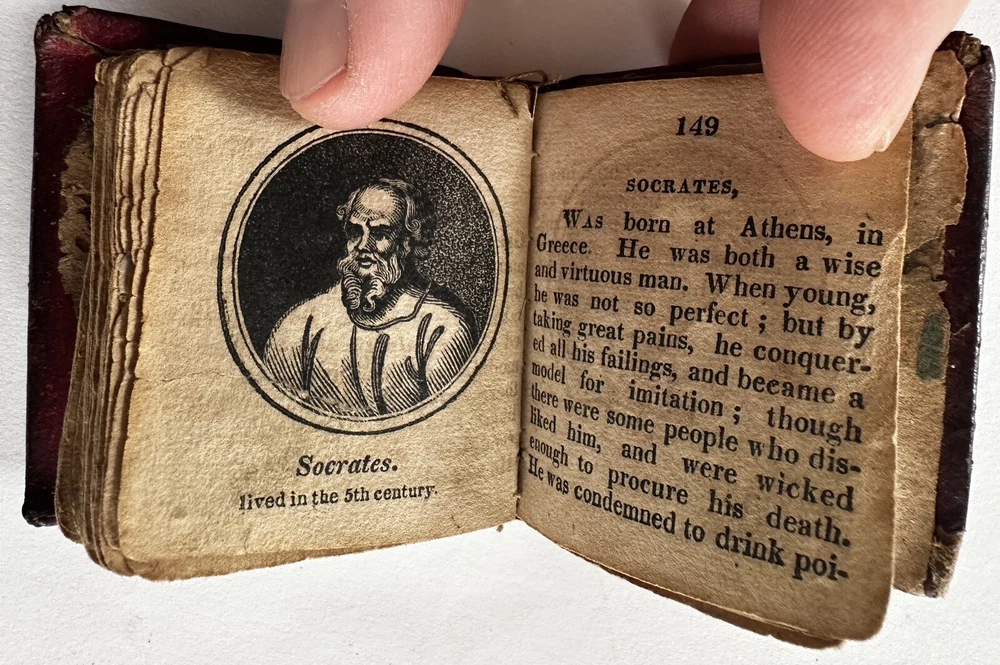 Socrates.
lived in the 5th century.
149
SOCRATES,
WAS born at Athens, in
Greece. He was both a wise
and virtuous man. When young,
he was not so perfect ; but by
taking great pains, he conquer-
ed all his failings, and became a
model for imitation ; though
there were some people who dis-
liked him, and were wicked
enough to procure his death.
He was condemned to drink poi-